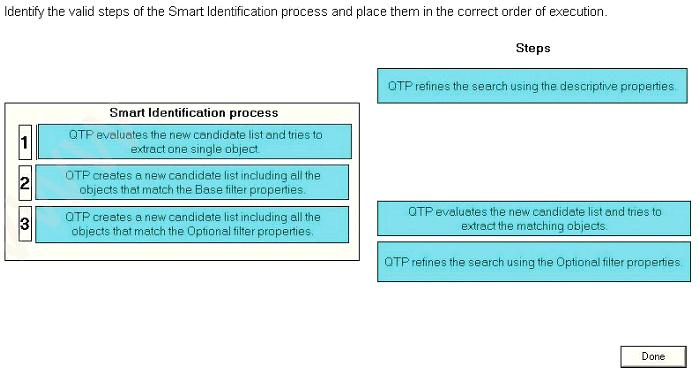 Identify the valid steps of the Smart Identification process and place them in the correct order of execution.
Steps
QTP refines the search using the descriptive properties.
Smart Identification process
1
QTP evaluates the new candidate list and tries to
extract one single object.
2
QTP creates a new candidate list including all the
objects that match the Base filter properties.
3
QTP creates a new candidate list including all the
objects that match the Optional filter properties.
QTP evaluates the new candidate list and tries to
extract the matching objects.
QTP refines the search using the Optional filter properties.
Done